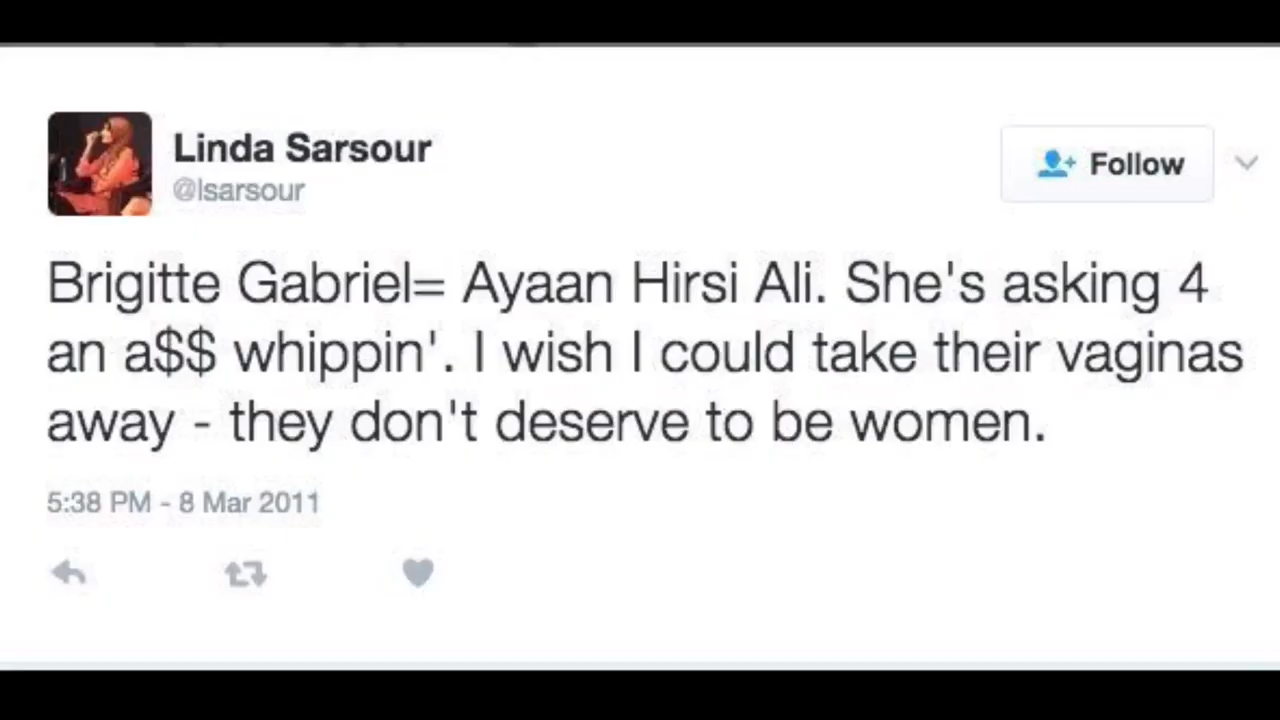 Linda Sarsour
@lsarsour
Follow
Brigitte Gabriel= Ayaan Hirsi Ali. She's asking 4
an a$$ whippin'. I wish I could take their vaginas
away - they don't deserve to be women.
5:38 PM - 8 Mar 2011